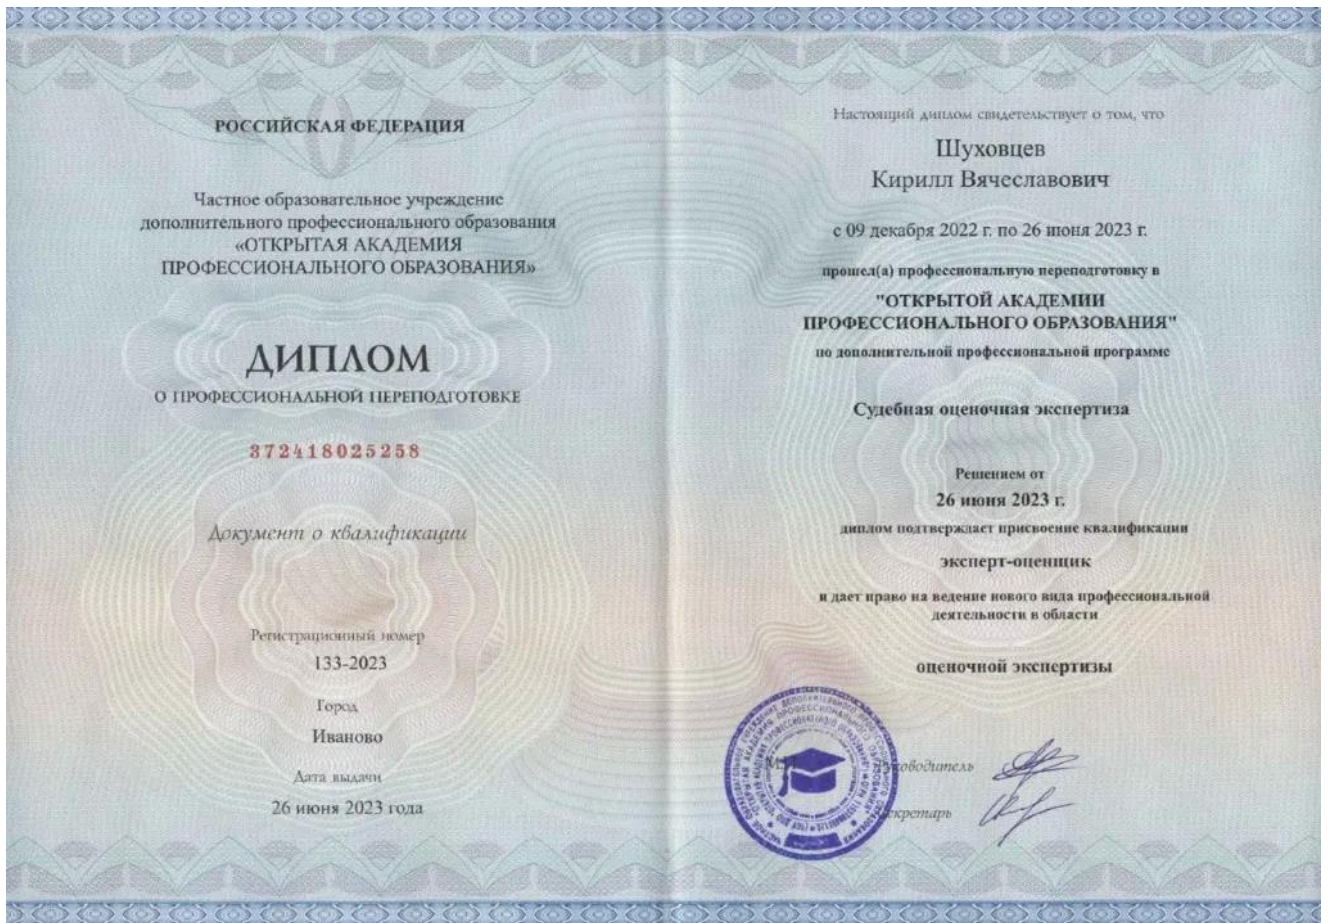 РОССИЙСКАЯ ФЕДЕРАЦИЯ
Частное образовательное учреждение
дополнительного профессионального образования
«ОТКРЫТАЯ АКАДЕМИЯ
ПРОФЕССИОНАЛЬНОГО ОБРАЗОВАНИЯ»
ДИПЛОМ
О ПРОФЕССИОНАЛЬНОЙ ПЕРЕПОДГОТОВКЕ
372418025258
Документ о квалификации
Регистрационный номер
133-2023
Город
Иваново
Дата выдачи
26 июня 2023 года
Настоящий диплом свидетельствует о том, что
Шуховцев
Кирилл Вячеславович
с 09 декабря 2022 г. по 26 июня 2023 г.
прошел(а) профессиональную переподготовку в
"ОТКРЫТОЙ АКАДЕМИИ
ПРОФЕССИОНАЛЬНОГО ОБРАЗОВАНИЯ"
по дополнительной профессиональной программе
Судебная оценочная экспертиза
Решением от
26 июня 2023 г.
диплом подтверждает присвоение квалификации
эксперт-оценщик
и дает право на ведение нового вида профессиональной
деятельности в области
оценочной экспертизы
М.П.
Руководитель
Секретарь